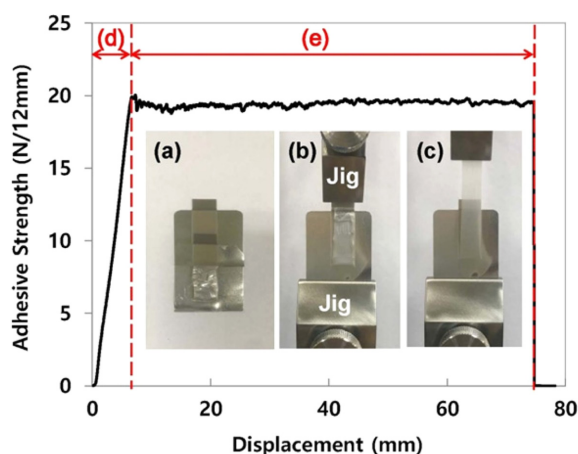 25
20
15
10
5
0
Adhesive Strength (N/12mm)
(d)
(e)
(a)
(b)
(c)
Jig
Jig
0
20
40
60
80
Displacement (mm)